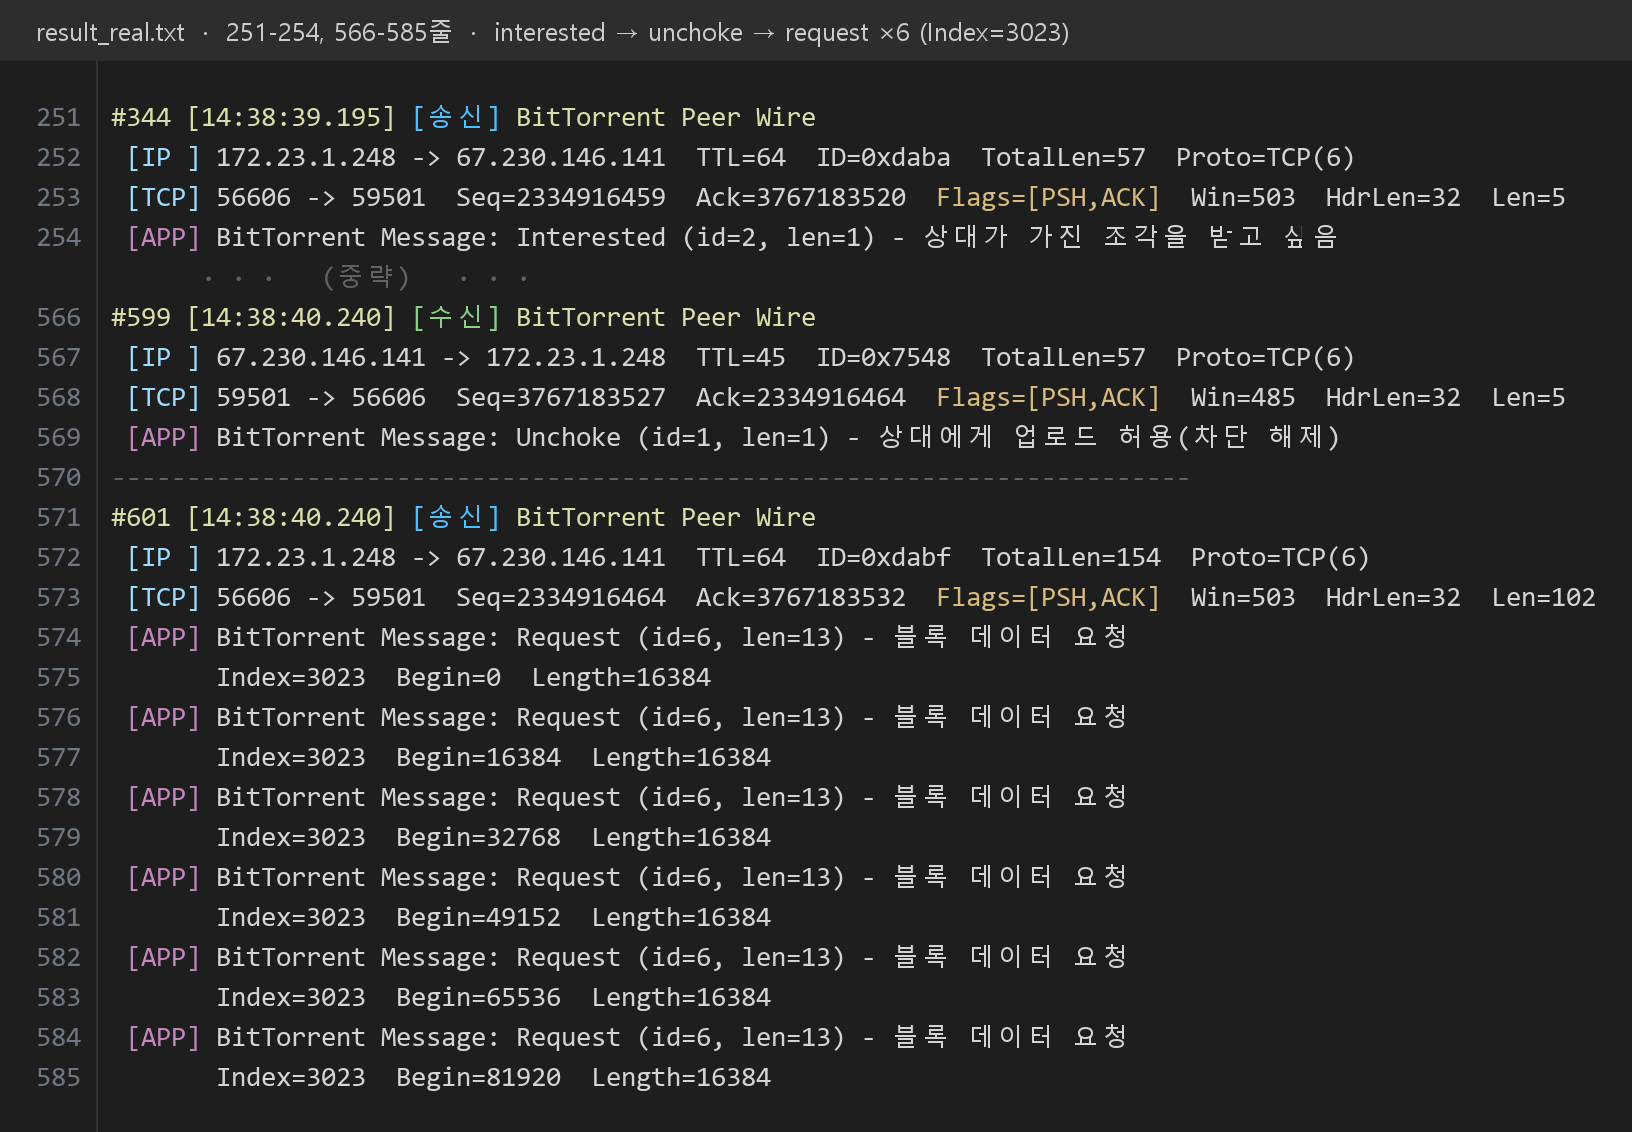 result_real.txt · 251-254, 566-585줄 · interested → unchoke → request ×6 (Index=3023)
251 #344 [14:38:39.195] [송신] BitTorrent Peer Wire
252 [IP ] 172.23.1.248 -> 67.230.146.141 TTL=64 ID=0xdaba TotalLen=57 Proto=TCP(6)
253 [TCP] 56606 -> 59501 Seq=2334916459 Ack=3767183520 Flags=[PSH,ACK] Win=503 HdrLen=32 Len=5
254 [APP] BitTorrent Message: Interested (id=2, len=1) - 상대가 가진 조각을 받고 싶음
· · · (중략) · · ·
566 #599 [14:38:40.240] [수신] BitTorrent Peer Wire
567 [IP ] 67.230.146.141 -> 172.23.1.248 TTL=45 ID=0x7548 TotalLen=57 Proto=TCP(6)
568 [TCP] 59501 -> 56606 Seq=3767183527 Ack=2334916464 Flags=[PSH,ACK] Win=485 HdrLen=32 Len=5
569 [APP] BitTorrent Message: Unchoke (id=1, len=1) - 상대에게 업로드 허용(차단 해제)
570 ------------------------------------------------------------------------
571 #601 [14:38:40.240] [송신] BitTorrent Peer Wire
572 [IP ] 172.23.1.248 -> 67.230.146.141 TTL=64 ID=0xdabf TotalLen=154 Proto=TCP(6)
573 [TCP] 56606 -> 59501 Seq=2334916464 Ack=3767183532 Flags=[PSH,ACK] Win=503 HdrLen=32 Len=102
574 [APP] BitTorrent Message: Request (id=6, len=13) - 블록 데이터 요청
575 Index=3023 Begin=0 Length=16384
576 [APP] BitTorrent Message: Request (id=6, len=13) - 블록 데이터 요청
577 Index=3023 Begin=16384 Length=16384
578 [APP] BitTorrent Message: Request (id=6, len=13) - 블록 데이터 요청
579 Index=3023 Begin=32768 Length=16384
580 [APP] BitTorrent Message: Request (id=6, len=13) - 블록 데이터 요청
581 Index=3023 Begin=49152 Length=16384
582 [APP] BitTorrent Message: Request (id=6, len=13) - 블록 데이터 요청
583 Index=3023 Begin=65536 Length=16384
584 [APP] BitTorrent Message: Request (id=6, len=13) - 블록 데이터 요청
585 Index=3023 Begin=81920 Length=16384